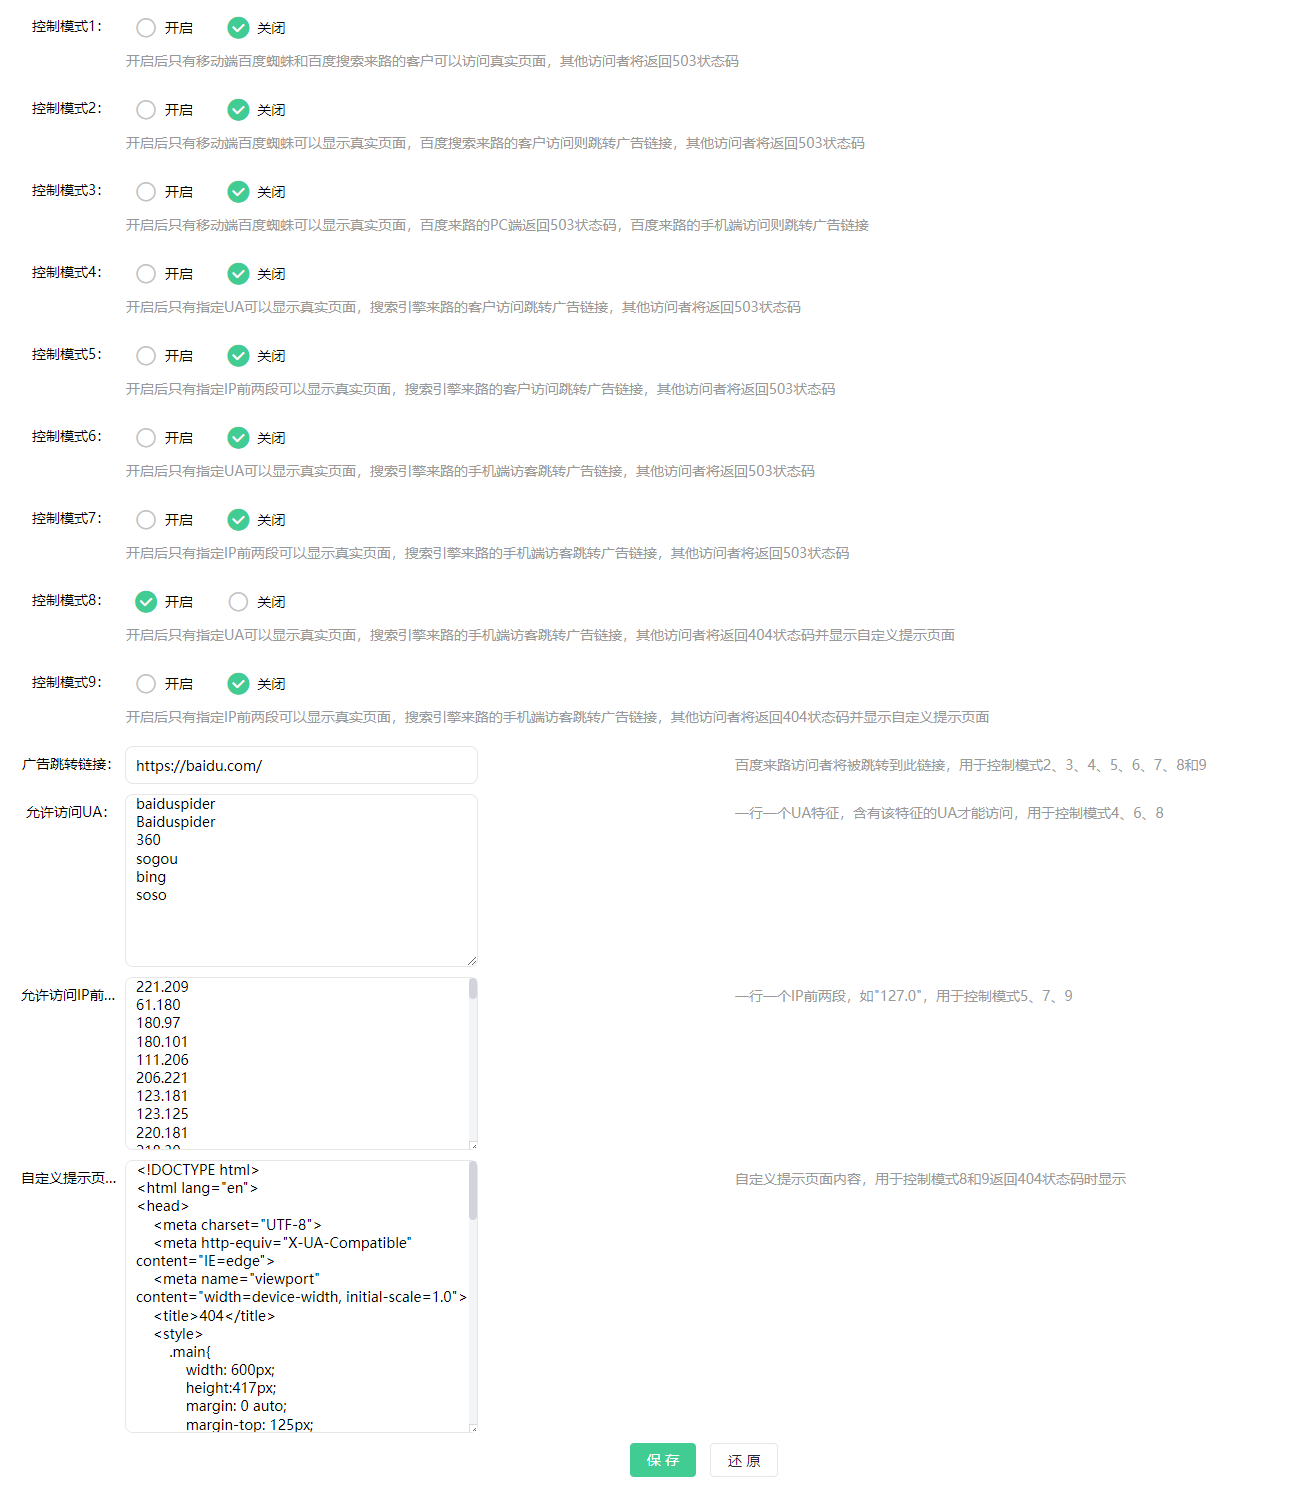 控制模式1：
开启
关闭
开启后只有移动端百度蜘蛛和百度搜索来路的客户可以访问真实页面，其他访问者将返回503状态码
控制模式2：
开启
关闭
开启后只有移动端百度蜘蛛可以显示真实页面，百度搜索来路的客户访问则跳转广告链接，其他访问者将返回503状态码
控制模式3：
开启
关闭
开启后只有移动端百度蜘蛛可以显示真实页面，百度来路的PC端返回503状态码，百度来路的手机端访问则跳转广告链接
控制模式4：
开启
关闭
开启后只有指定UA可以显示真实页面，搜索引擎来路的客户访问跳转广告链接，其他访问者将返回503状态码
控制模式5：
开启
关闭
开启后只有指定IP前两段可以显示真实页面，搜索引擎来路的客户访问跳转广告链接，其他访问者将返回503状态码
控制模式6：
开启
关闭
开启后只有指定UA可以显示真实页面，搜索引擎来路的手机端访客跳转广告链接，其他访问者将返回503状态码
控制模式7：
开启
关闭
开启后只有指定IP前两段可以显示真实页面，搜索引擎来路的手机端访客跳转广告链接，其他访问者将返回503状态码
控制模式8：
开启
关闭
开启后只有指定UA可以显示真实页面，搜索引擎来路的手机端访客跳转广告链接，其他访问者将返回404状态码并显示自定义提示页面
控制模式9：
开启
关闭
开启后只有指定IP前两段可以显示真实页面，搜索引擎来路的手机端访客跳转广告链接，其他访问者将返回404状态码并显示自定义提示页面
广告跳转链接：
https://baidu.com/
百度来路访问者将被跳转到此链接，用于控制模式2、3、4、5、6、7、8和9
允许访问UA：
baiduspider
Baiduspider
360
sogou
bing
soso
一行一个UA特征，含有该特征的UA才能访问，用于控制模式4、6、8
允许访问IP前...
221.209
61.180
180.97
180.101
111.206
206.221
123.181
123.125
220.181
一行一个IP前两段，如"127.0"，用于控制模式5、7、9
自定义提示页...
<!DOCTYPE html>
<html lang="en">
<head>
<meta charset="UTF-8">
<meta http-equiv="X-UA-Compatible"
content="IE=edge">
<meta name="viewport"
content="width=device-width, initial-scale=1.0">
<title>404</title>
<style>
.main{
width: 600px;
height:417px;
margin: 0 auto;
margin-top: 125px;
自定义提示页面内容，用于控制模式8和9返回404状态码时显示
保 存
还 原